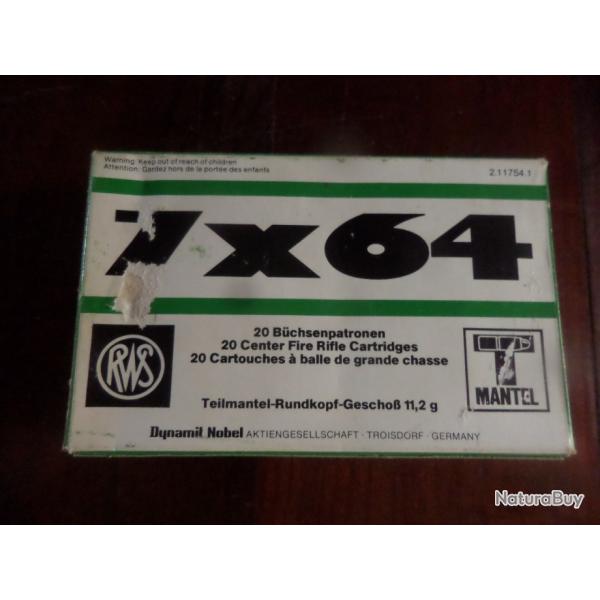 Warning: Keep out of reach of children
Attention: Gardez hors de la portée des enfants
2.11754.1
7x64
20 Büchsenpatronen
20 Center Fire Rifle Cartridges
20 Cartouches à balle de grande chasse
RWS
T
MANTEL
Teilmantel-Rundkopf-Geschoß 11,2 g
Dynamit Nobel AKTIENGESELLSCHAFT · TROISDORF · GERMANY
NaturaBuy